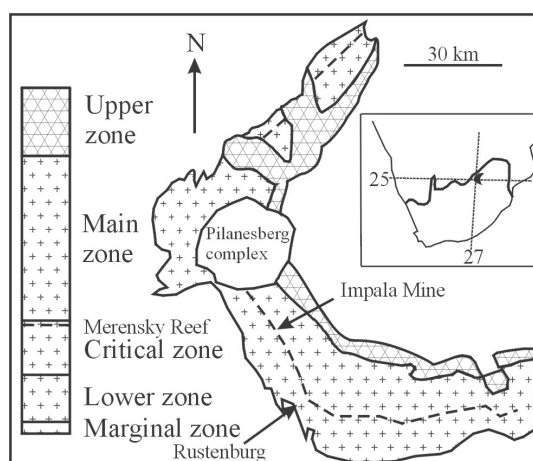 N
30 km
Upper
zone
Main
zone
Merensky Reef
Critical zone
Lower zone
Marginal zone
Pilanesberg
complex
Impala Mine
Rustenburg
25
27